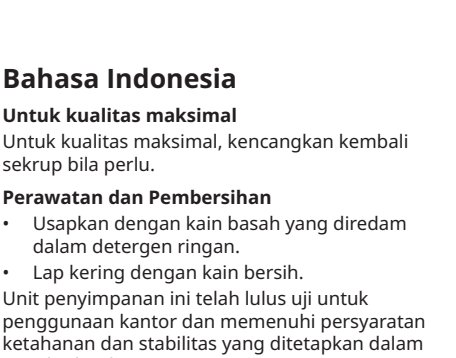 Bahasa Indonesia
Untuk kualitas maksimal
Untuk kualitas maksimal, kencangkan kembali
sekrup bila perlu.
Perawatan dan Pembersihan
• Usapkan dengan kain basah yang diredam
dalam detergen ringan.
• Lap kering dengan kain bersih.
Unit penyimpanan ini telah lulus uji untuk
penggunaan kantor dan memenuhi persyaratan
ketahanan dan stabilitas yang ditetapkan dalam